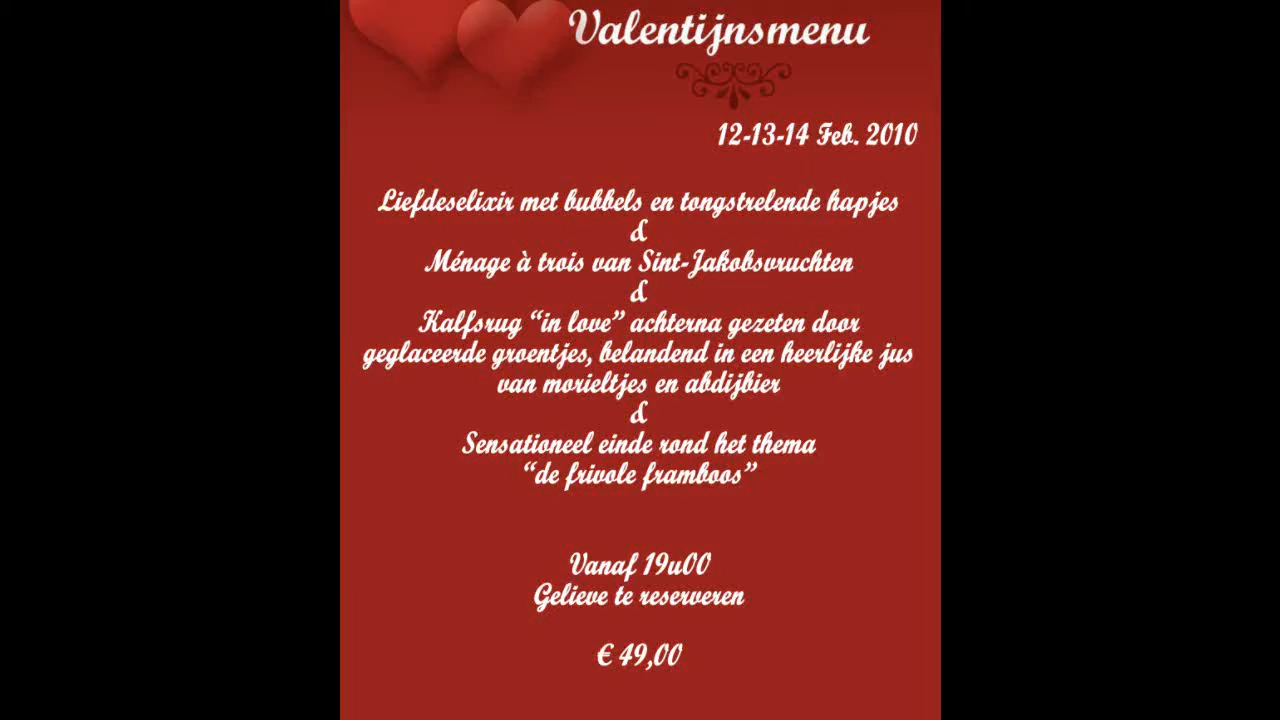 Valentijnsmenu
12-13-14 Feb. 2010
Liefdeselixir met bubbels en tongstrelende hapjes
&
Ménage à trois van Sint-Jakobsvruchten
&
Kalfsrug “in love” achterna gezeten door
geglaceerde groentjes, belandend in een heerlijke jus
van morieltjes en abdijbier
&
Sensationeel einde rond het thema
“de frivole framboos”
Vanaf 19u00
Gelieve te reserveren
€ 49,00